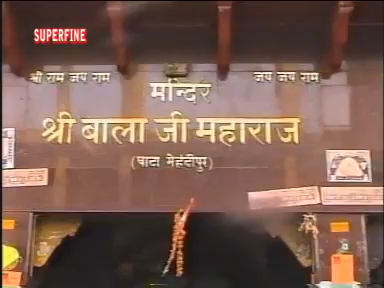 SUPERFINE
श्री राम जय राम जय जय राम
मन्दिर
श्री बाला जी महाराज
(घाटा मेहंदीपुर)